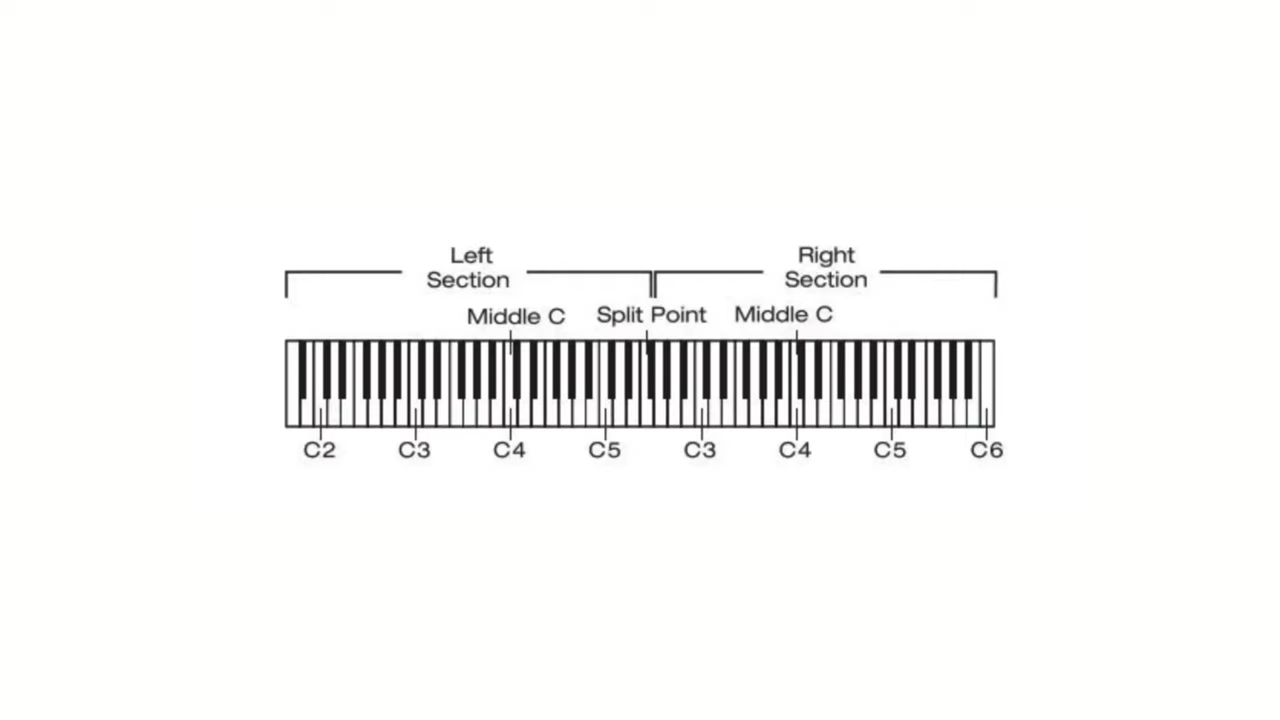 Left
Section
Right
Section
Middle C
Split Point
Middle C
C2
C3
C4
C5
C3
C4
C5
C6